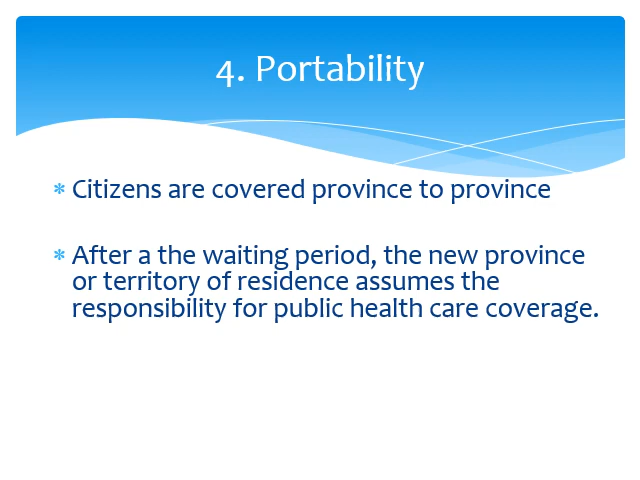 4. Portability
* Citizens are covered province to province
* After a the waiting period, the new province
or territory of residence assumes the
responsibility for public health care coverage.